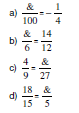 a) &/100 = - 1/4
b) &/6 = 14/12
c) 4/9 = &/27
d) 18/15 = &/5